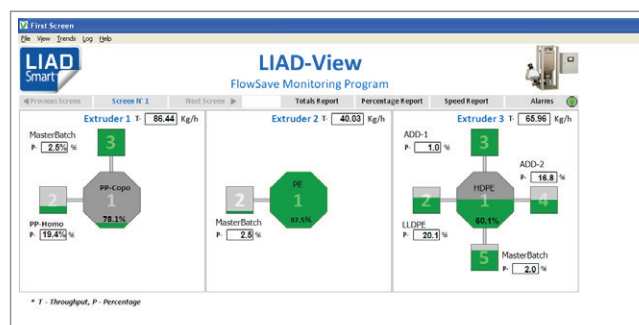 First Screen
File View Trends Log Help
LIAD
Smart
LIAD-View
FlowSave Monitoring Program
Previous Screen Screen N° 1 Next Screen Totals Report Percentage Report Speed Report Alarms
Extruder 1 T- 86.44 Kg/h
MasterBatch
P- 2.5% %
3
2
PP-Copo
1
78.1%
PP-Homo
P- 19.4% %
Extruder 2 T- 40.03 Kg/h
2
PE
1
97.5%
MasterBatch
P- 2.5 %
Extruder 3 T- 65.96 Kg/h
ADD-1
P- 1.0 %
3
ADD-2
P- 16.8 %
2
HDPE
1
60.1%
4
LLDPE
P- 20.1 %
5
MasterBatch
P- 2.0 %
* T - Throughput, P - Percentage